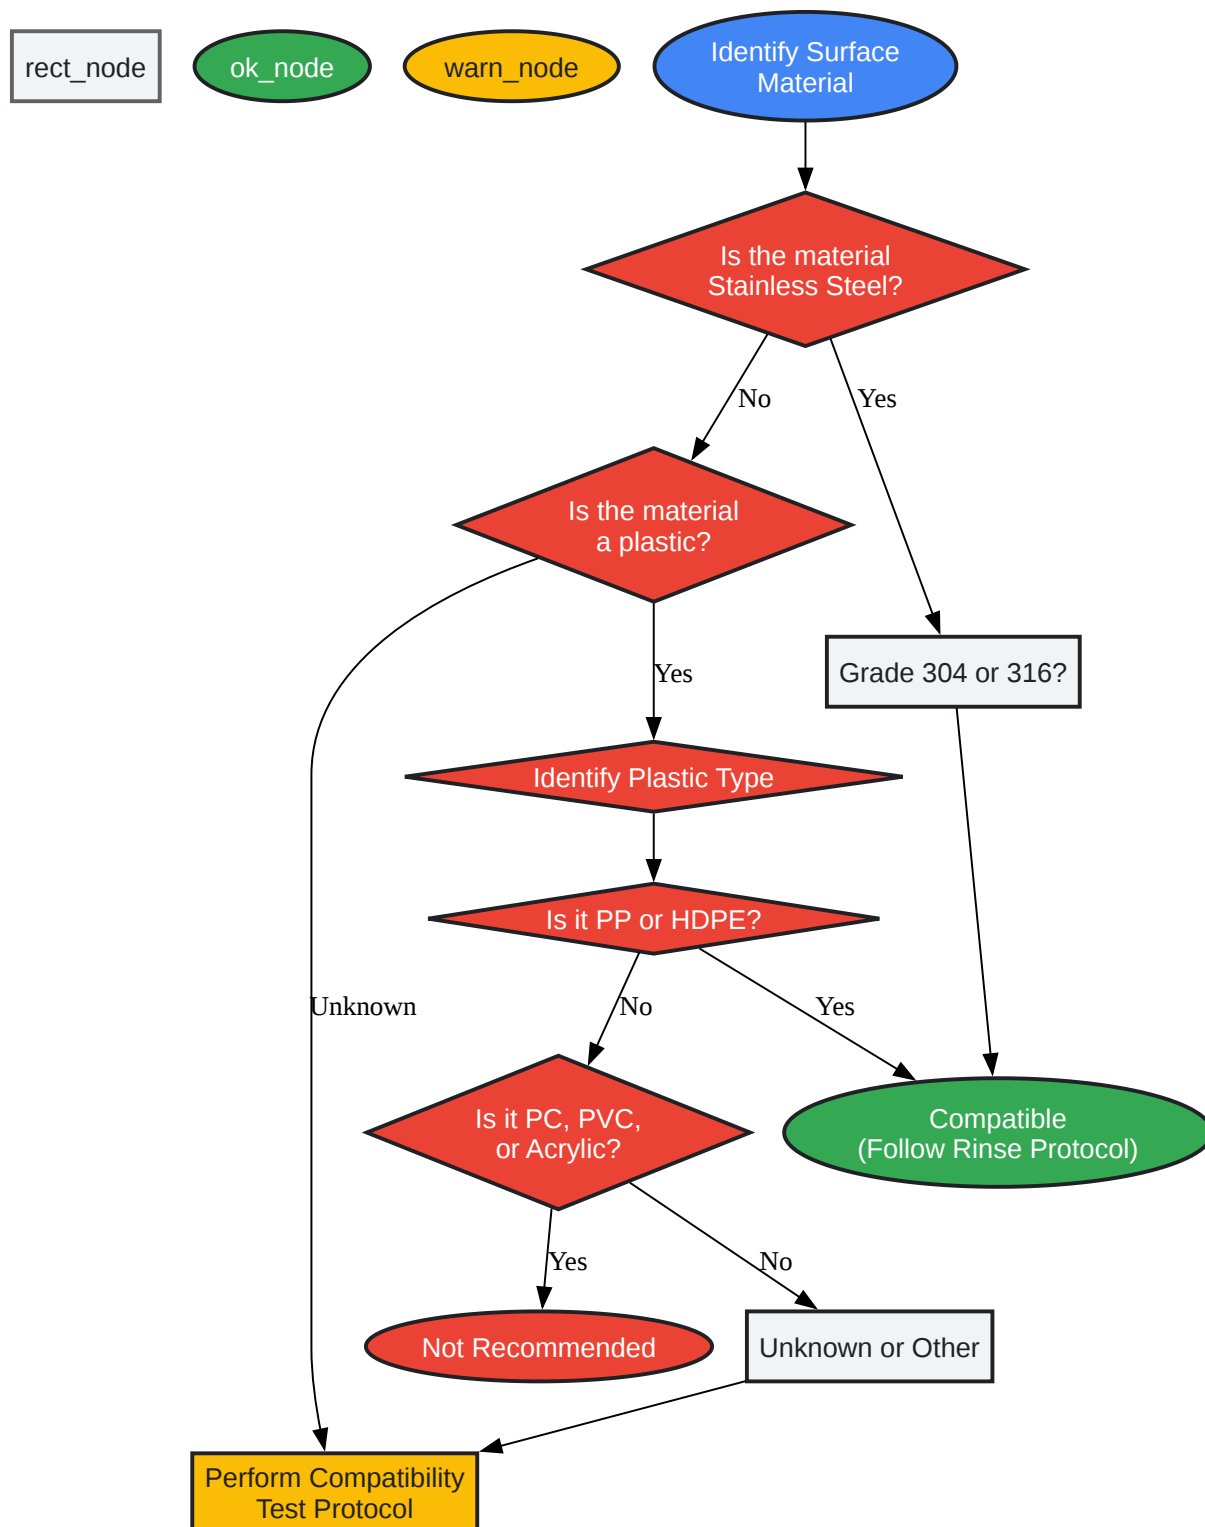 rect_node
ok_node
warn_node
Identify Surface
Material
Is the material
Stainless Steel?
No
Yes
Is the material
a plastic?
Yes
Grade 304 or 316?
Identify Plastic Type
Is it PP or HDPE?
Unknown
No
Yes
Is it PC, PVC,
or Acrylic?
Compatible
(Follow Rinse Protocol)
Yes
No
Not Recommended
Unknown or Other
Perform Compatibility
Test Protocol